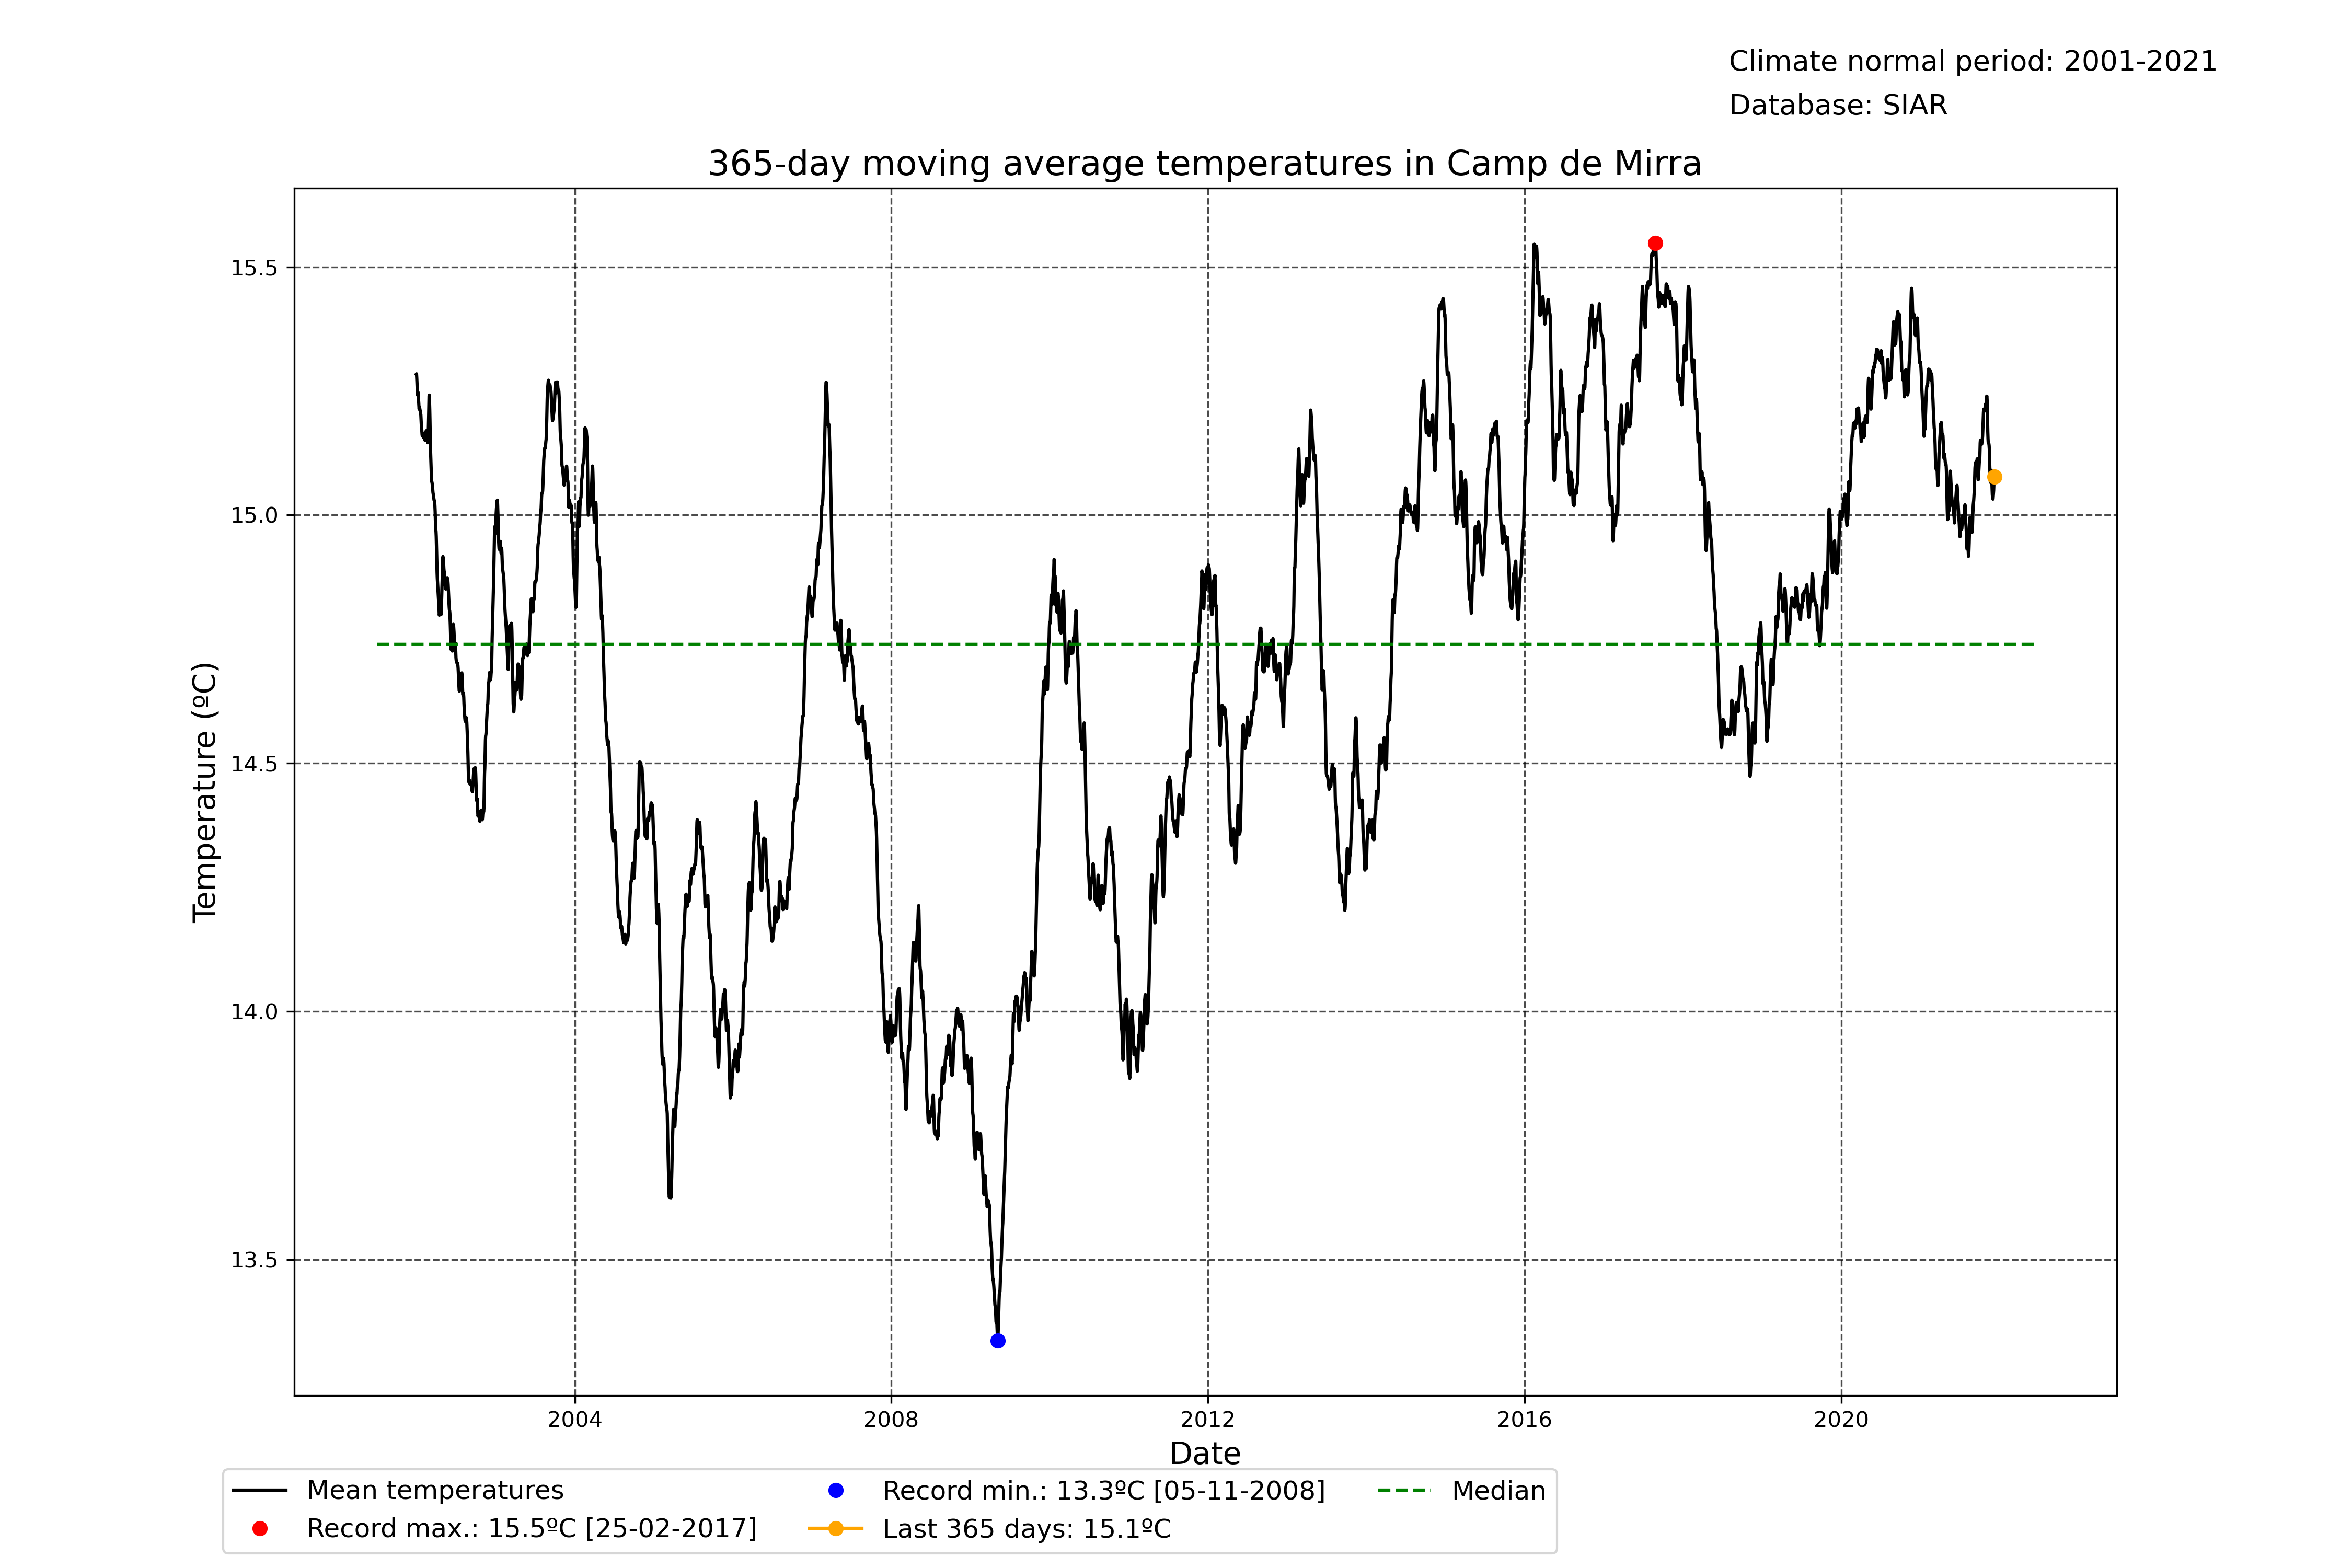 Climate normal period: 2001-2021
Database: SIAR
365-day moving average temperatures in Camp de Mirra
Temperature (ºC)
15.5
15.0
14.5
14.0
13.5
2004
2008
2012
2016
2020
Date
Mean temperatures
Record max.: 15.5ºC [25-02-2017]
Record min.: 13.3ºC [05-11-2008]
Last 365 days: 15.1ºC
Median